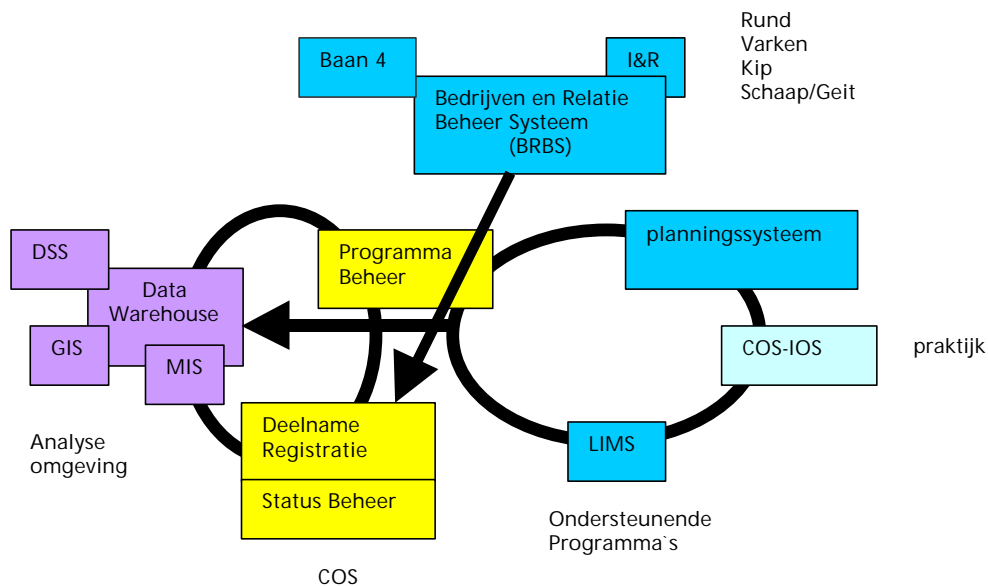 Baan 4
I&R
Rund
Varken
Kip
Schaap/Geit
Bedrijven en Relatie
Beheer Systeem
(BRBS)
DSS
Data
Warehouse
GIS
MIS
Analyse
omgeving
Programma
Beheer
planningssysteem
COS-IOS
praktijk
Deelname
Registratie
Status Beheer
LIMS
Ondersteunende
Programma`s
COS